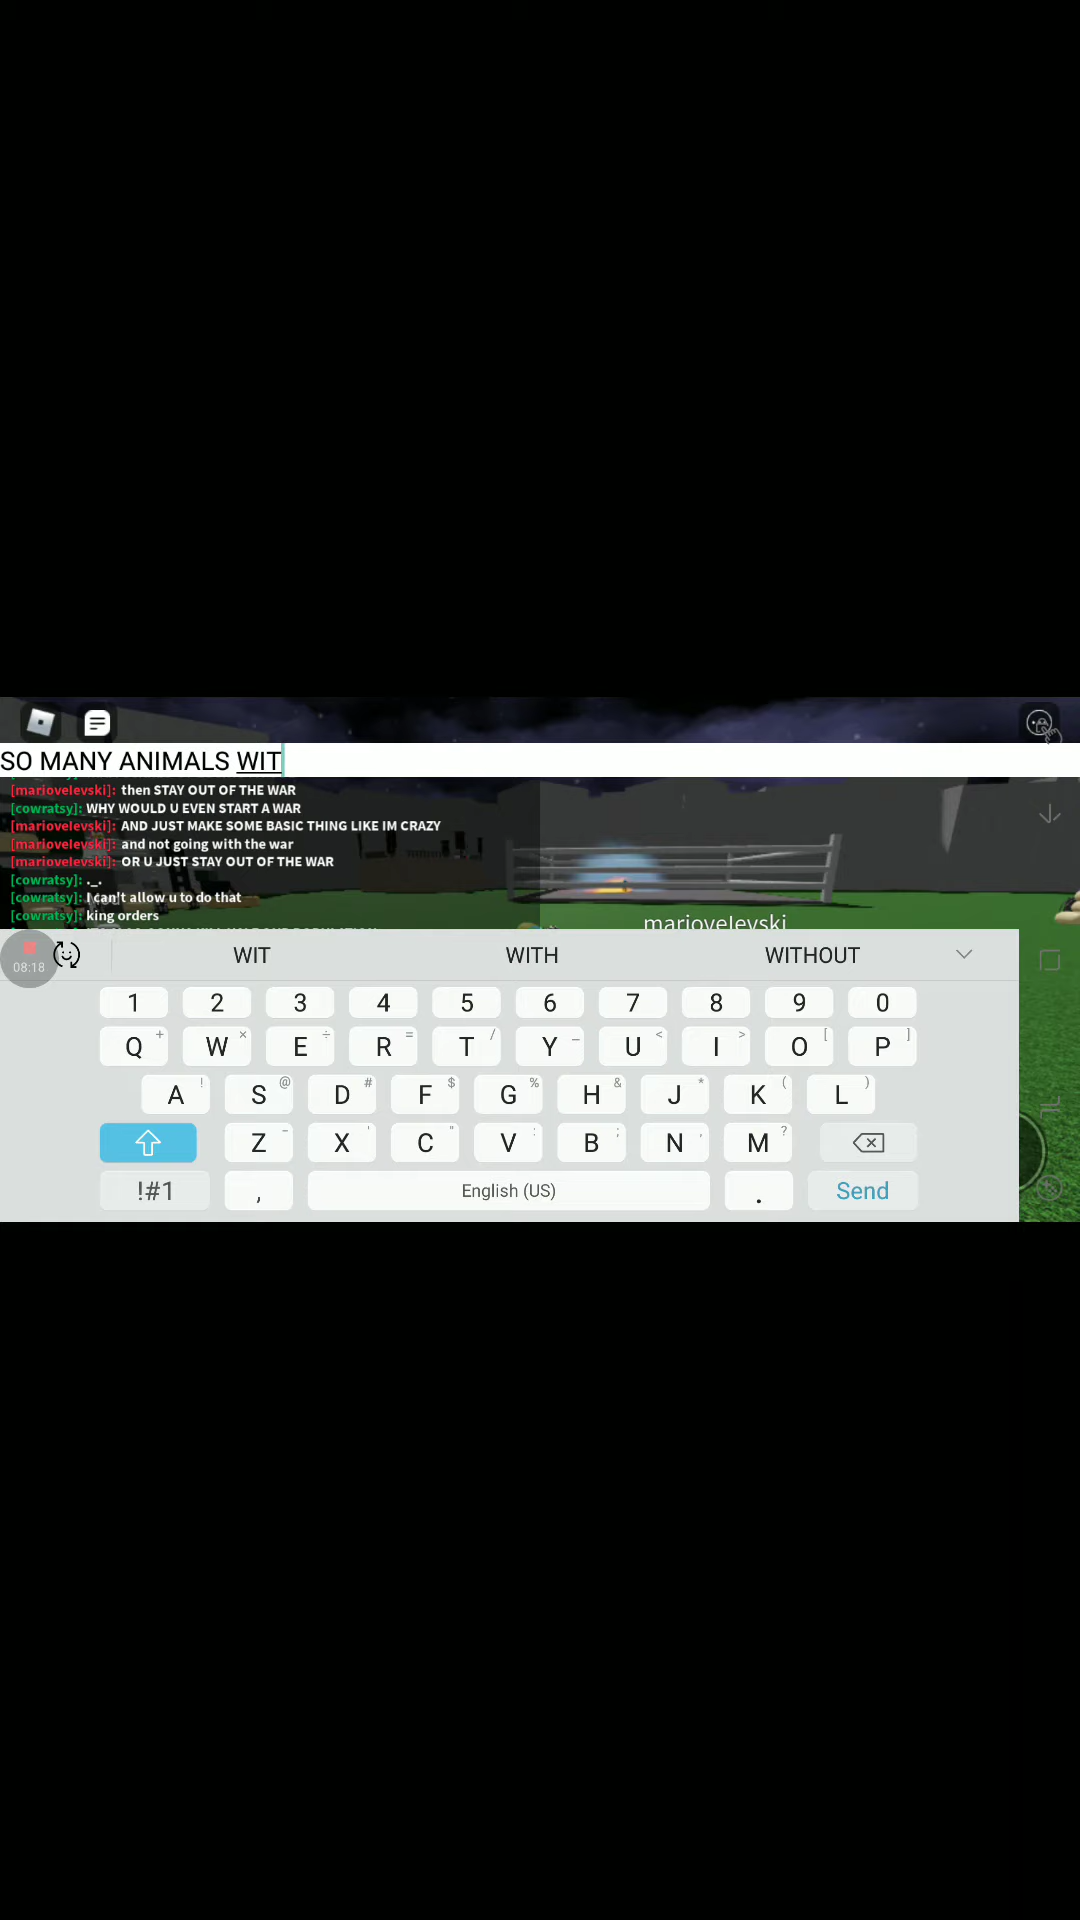 SO MANY ANIMALS WIT
[mariovelevski]: then STAY OUT OF THE WAR
[cowratsy]: WHY WOULD U EVEN START A WAR
[mariovelevski]: AND JUST MAKE SOME BASIC THING LIKE IM CRAZY
[mariovelevski]: and not going with the war
[mariovelevski]: OR U JUST STAY OUT OF THE WAR
[cowratsy]: ._.
[cowratsy]: I can't allow u to do that
[cowratsy]: king orders
mariovelevski
08:18
WIT WITH WITHOUT
1 2 3 4 5 6 7 8 9 0
Q + W × E ÷ R = T / Y _ U < I > O [ P ]
A ! S @ D # F $ G % H & J * K ( L )
Z - X ' C " V : B ; N , M ?
!#1 , English (US) . Send